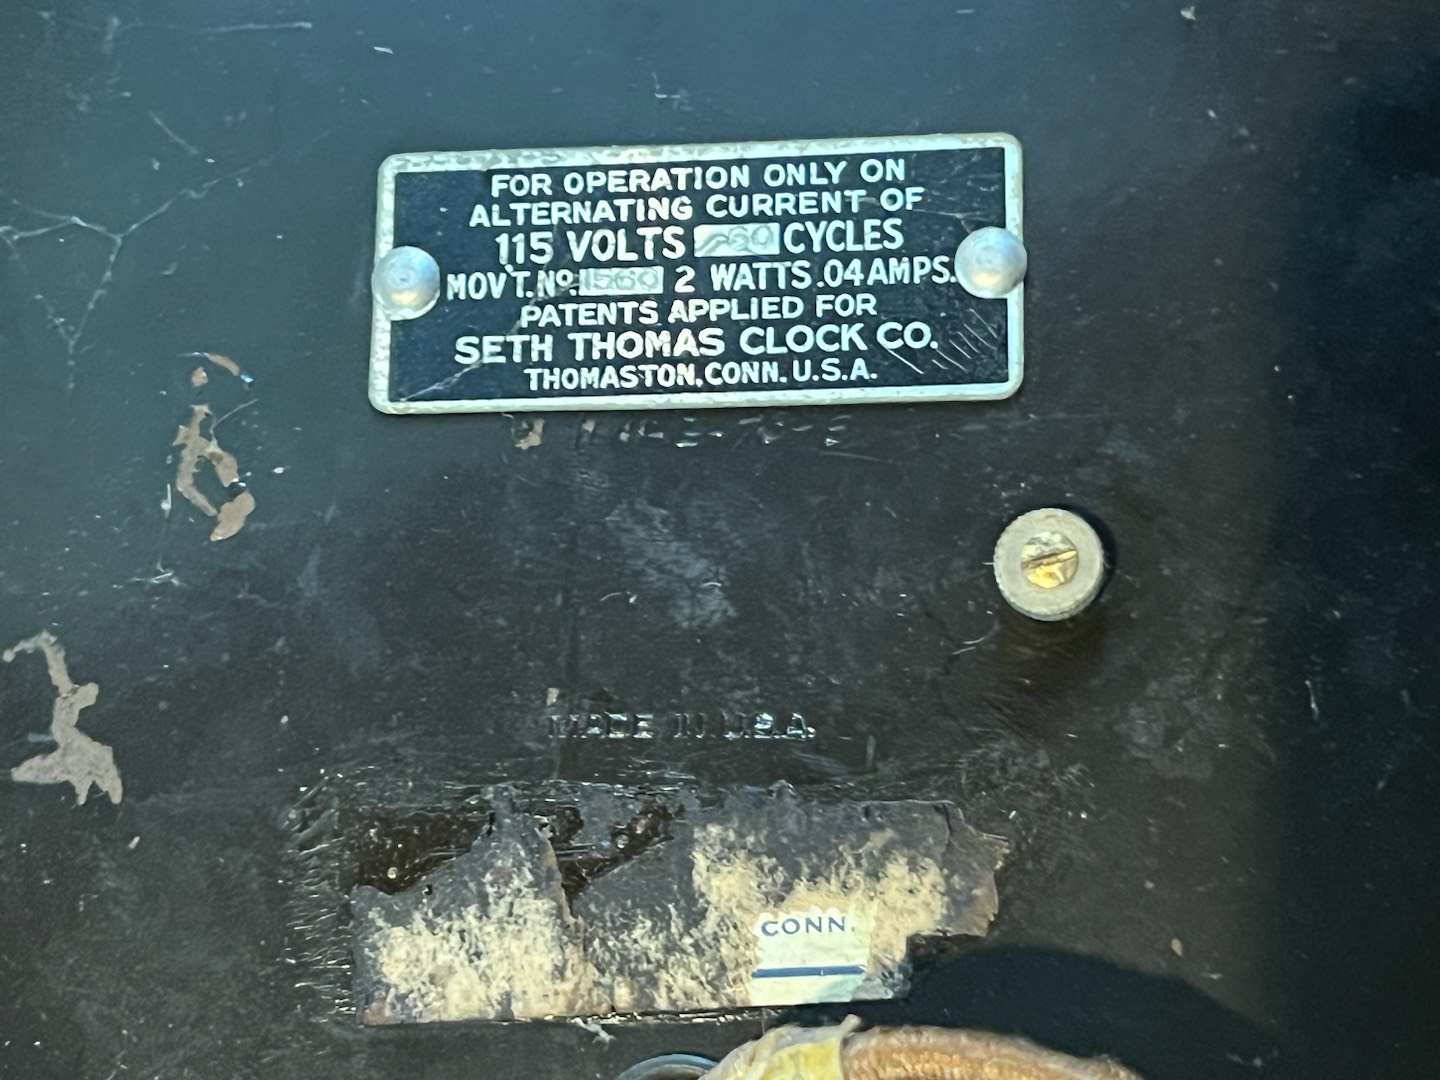 FOR OPERATION ONLY ON
ALTERNATING CURRENT OF
115 VOLTS 60 CYCLES
MOV'T. No. 1560 2 WATTS .04 AMPS.
PATENTS APPLIED FOR
SETH THOMAS CLOCK CO.
THOMASTON, CONN. U.S.A.
MADE IN U.S.A.
CONN.